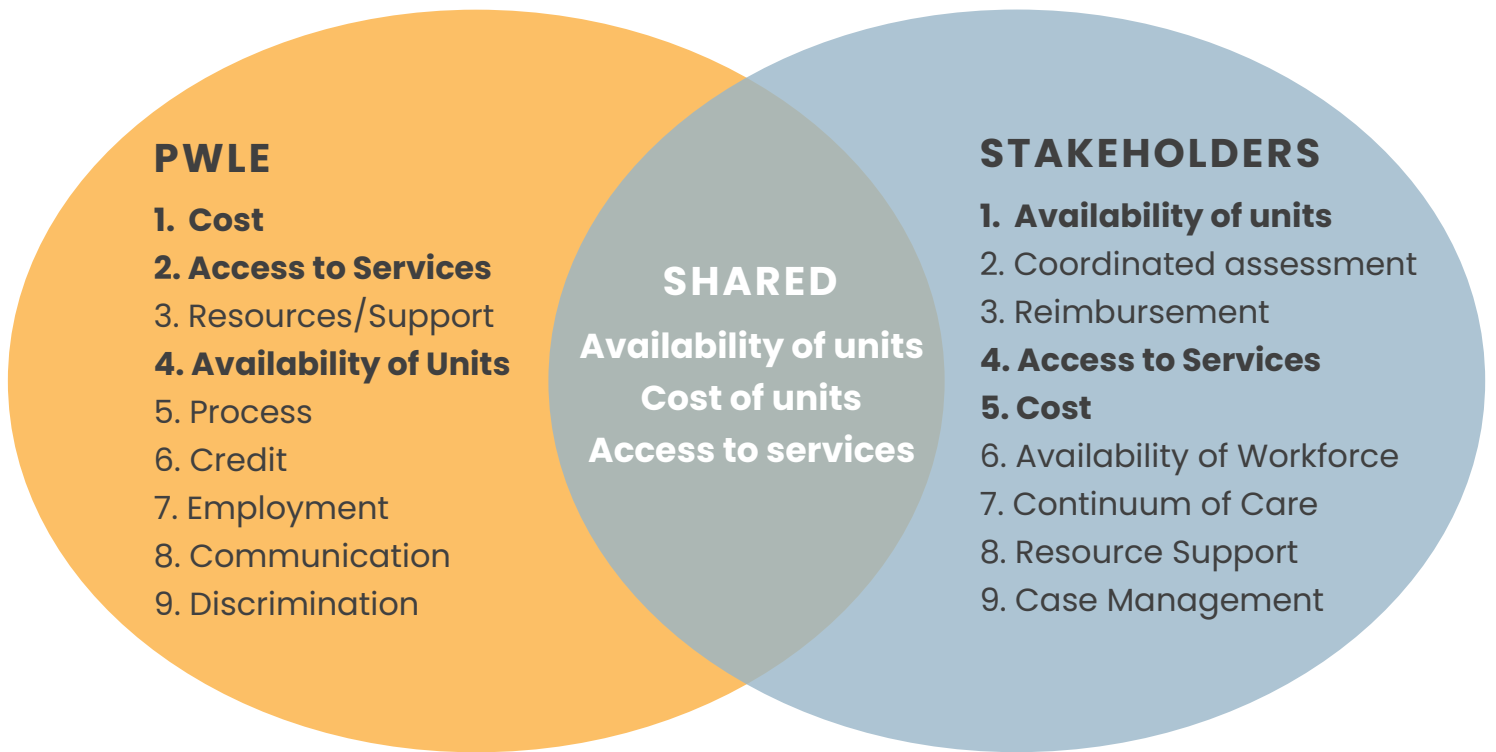 PWLE
1. Cost
2. Access to Services
3. Resources/Support
4. Availability of Units
5. Process
6. Credit
7. Employment
8. Communication
9. Discrimination
SHARED
Availability of units
Cost of units
Access to services
STAKEHOLDERS
1. Availability of units
2. Coordinated assessment
3. Reimbursement
4. Access to Services
5. Cost
6. Availability of Workforce
7. Continuum of Care
8. Resource Support
9. Case Management